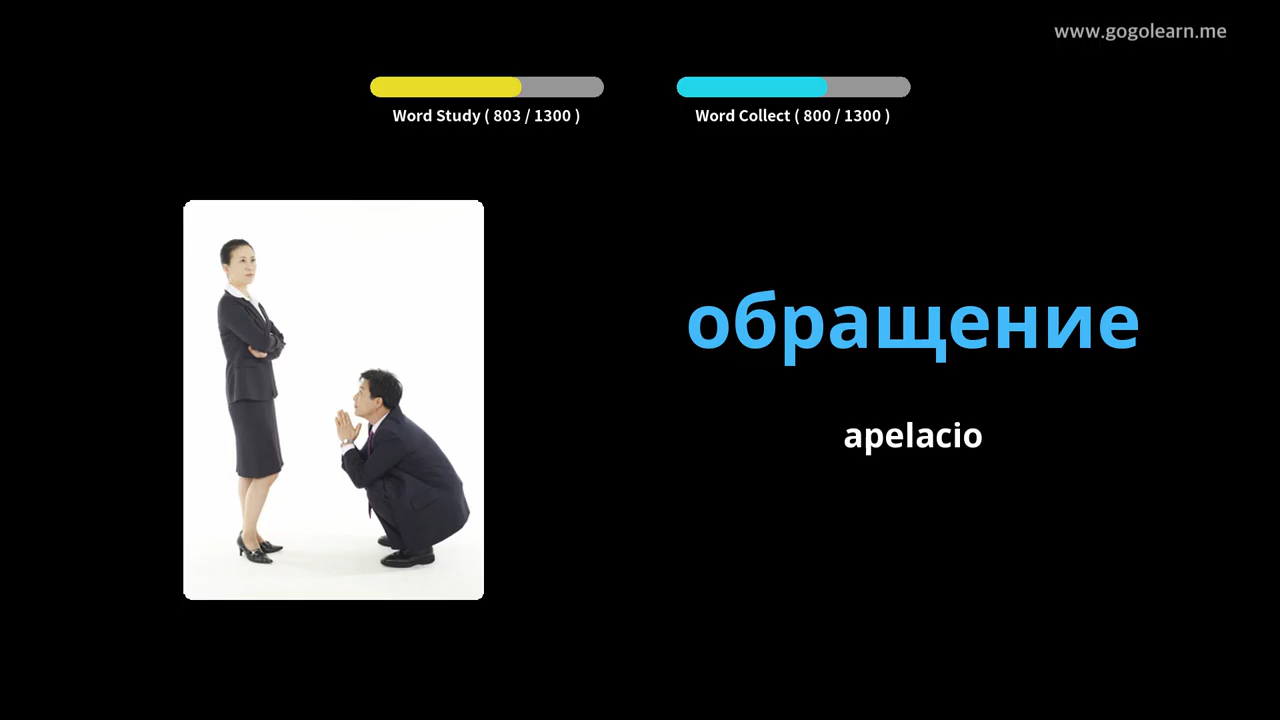 www.gogolearn.me
Word Study ( 803 / 1300 )
Word Collect ( 800 / 1300 )
обращение
apelacio